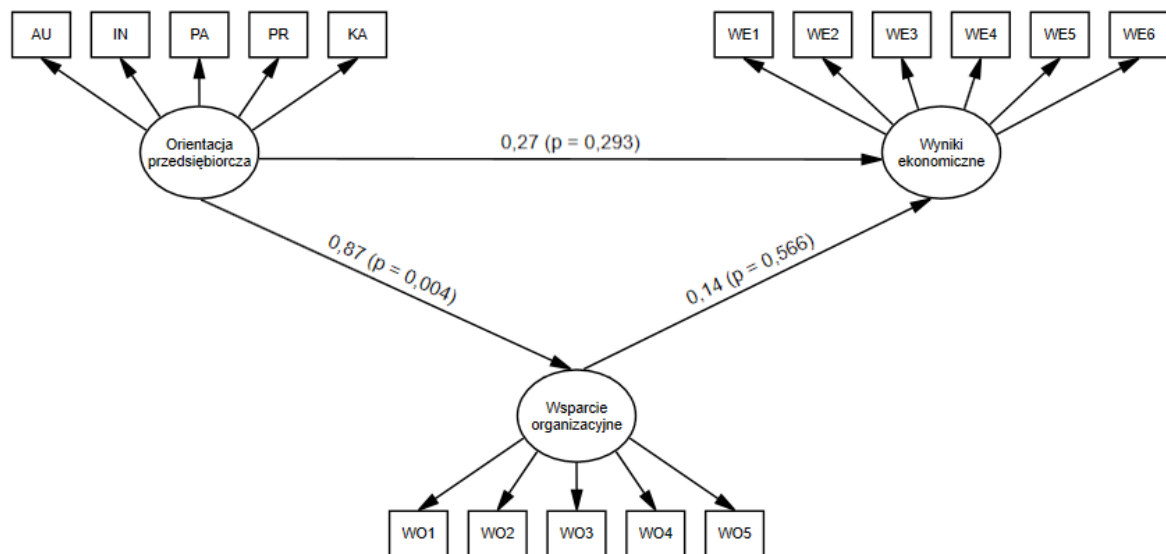 AU
IN
PA
PR
KA
WE1
WE2
WE3
WE4
WE5
WE6
Orientacja
przedsiębiorcza
0,27 (p = 0,293)
Wyniki
ekonomiczne
0,87 (p = 0,004)
0,14 (p = 0,566)
Wsparcie
organizacyjne
WO1
WO2
WO3
WO4
WO5